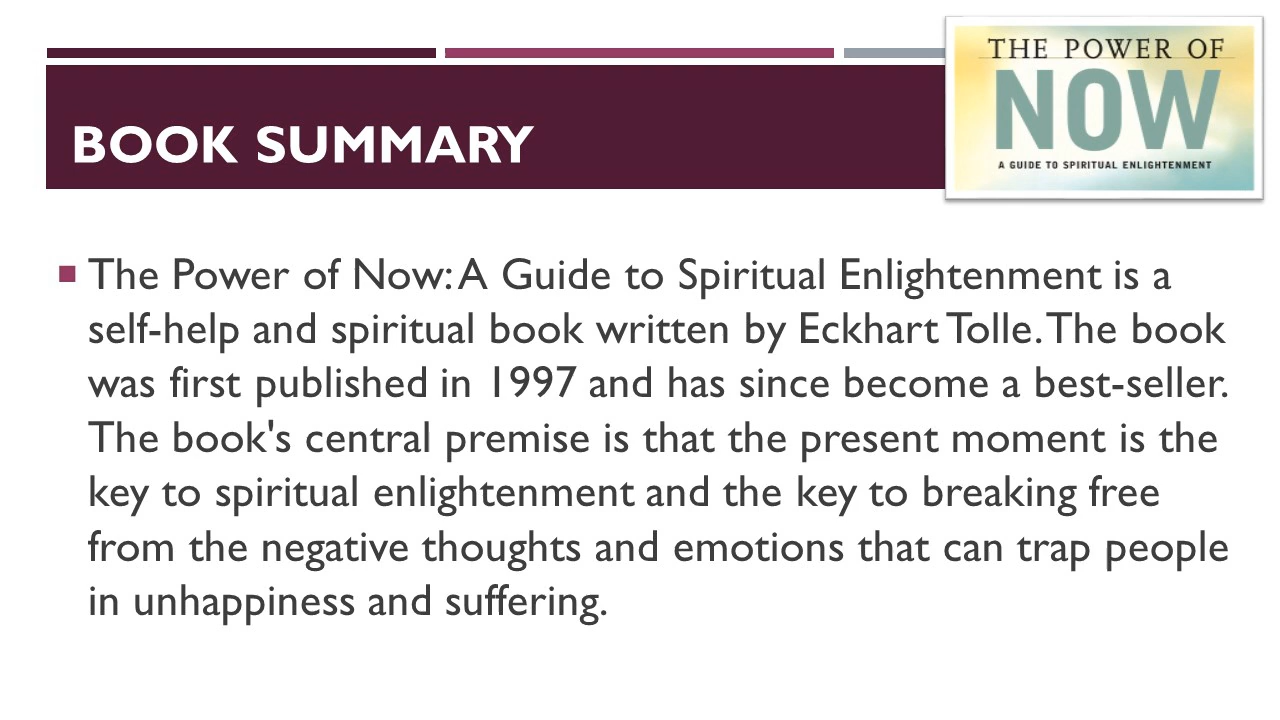 THE POWER OF
NOW
A GUIDE TO SPIRITUAL ENLIGHTENMENT
BOOK SUMMARY
The Power of Now: A Guide to Spiritual Enlightenment is a
self-help and spiritual book written by Eckhart Tolle. The book
was first published in 1997 and has since become a best-seller.
The book's central premise is that the present moment is the
key to spiritual enlightenment and the key to breaking free
from the negative thoughts and emotions that can trap people
in unhappiness and suffering.